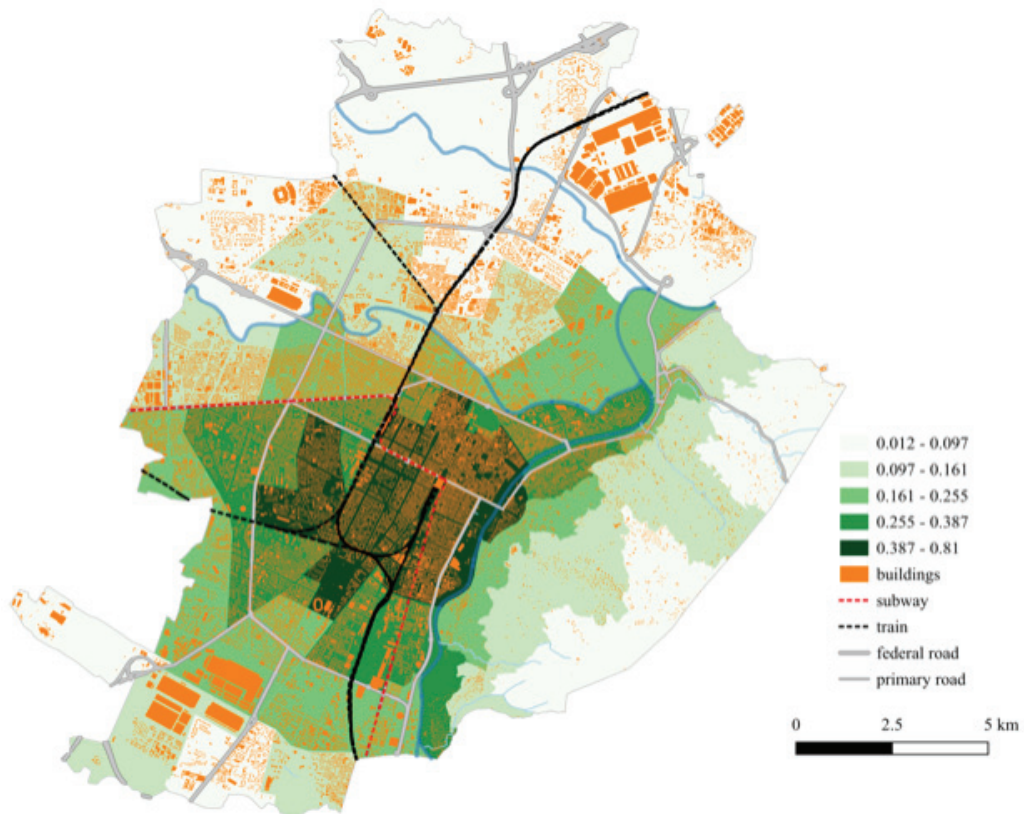 0.012 - 0.097
0.097 - 0.161
0.161 - 0.255
0.255 - 0.387
0.387 - 0.81
buildings
subway
train
federal road
primary road
0 2.5 5 km